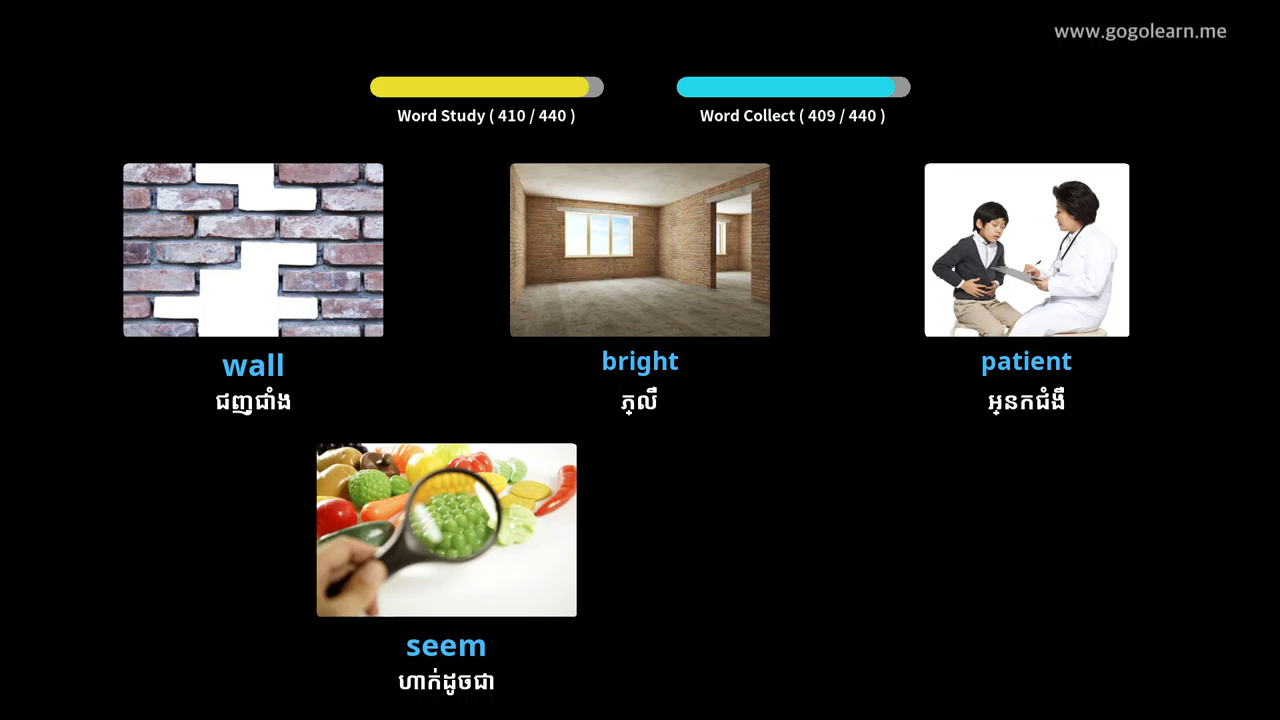 www.gogolearn.me
Word Study ( 410 / 440 )
Word Collect ( 409 / 440 )
wall
ជញ្ជាំង
bright
ភ្លឺ
patient
អ្នកជំងឺ
seem
ហាក់ដូចជា